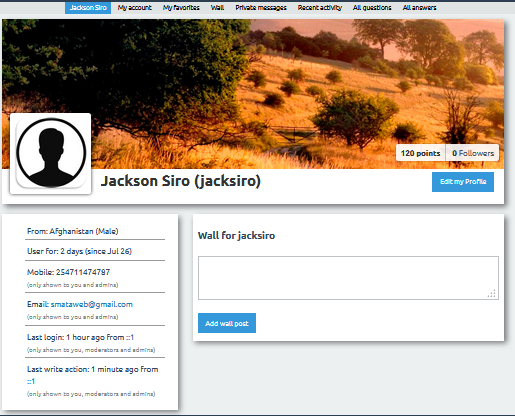 Jackson Siro My account My favorites Wall Private messages Recent activity All questions All answers
120 points 0 Followers
Jackson Siro (jacksiro)
Edit my Profile
From: Afghanistan (Male)
User for: 2 days (since Jul 26)
Mobile: 254711474787
(only shown to you and admins)
Email: smataweb@gmail.com
(only shown to you and admins)
Last login: 1 hour ago from ::1
(only shown to you, moderators and admins)
Last write action: 1 minute ago from
::1
(only shown to you, moderators and admins)
Wall for jacksiro
Add wall post